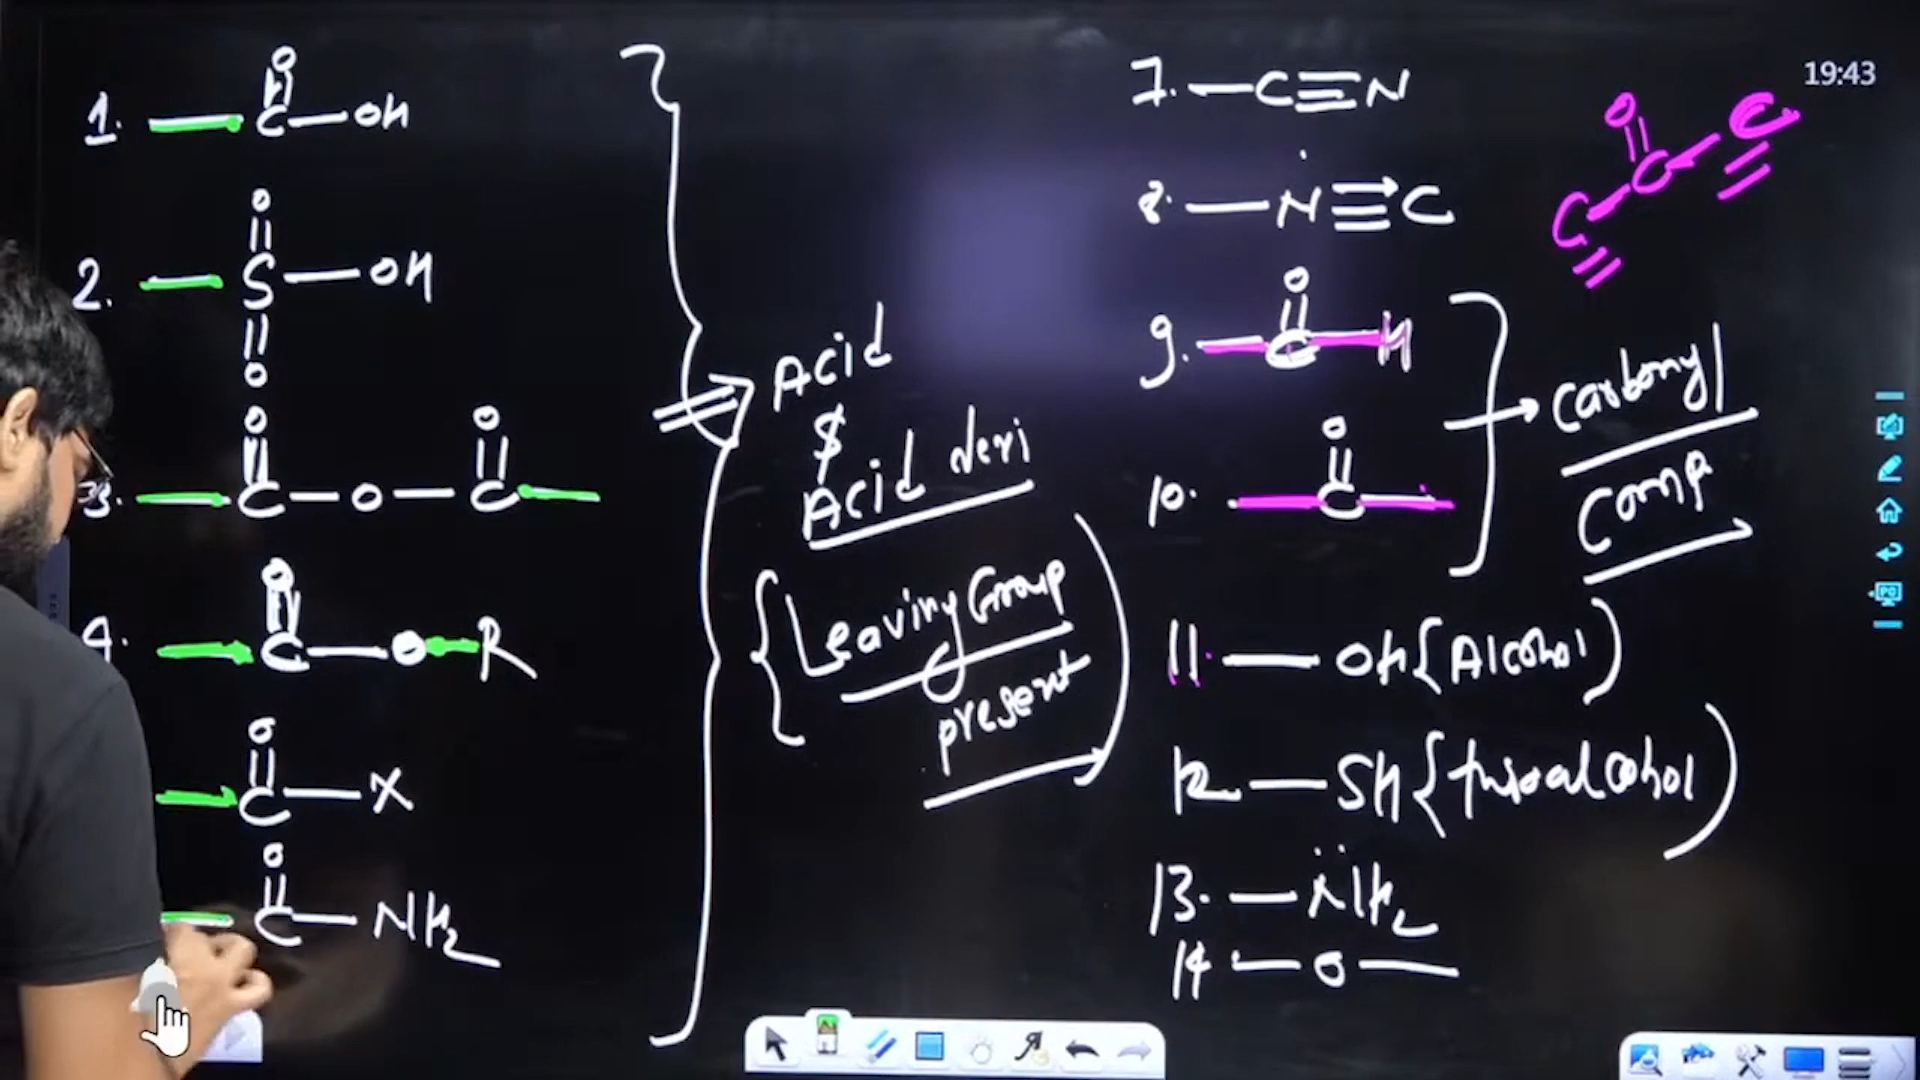 19:43
O
1. — C — OH
O
2. — S — OH
O
O O
3. — C — O — C —
O
4. — C — O — R
O
— C — X
O
— C — NH2
Acid
$
Acid deri
{ Leaving Group
present )
7. — C≡N
8. — N≡C
O
9. — C — H
O
10. — C —
Carbonyl
Comp
11. — OH { Alcohol )
12 — SH { thioalcohol )
13. — NH2
14 — O —
O
C
C
C